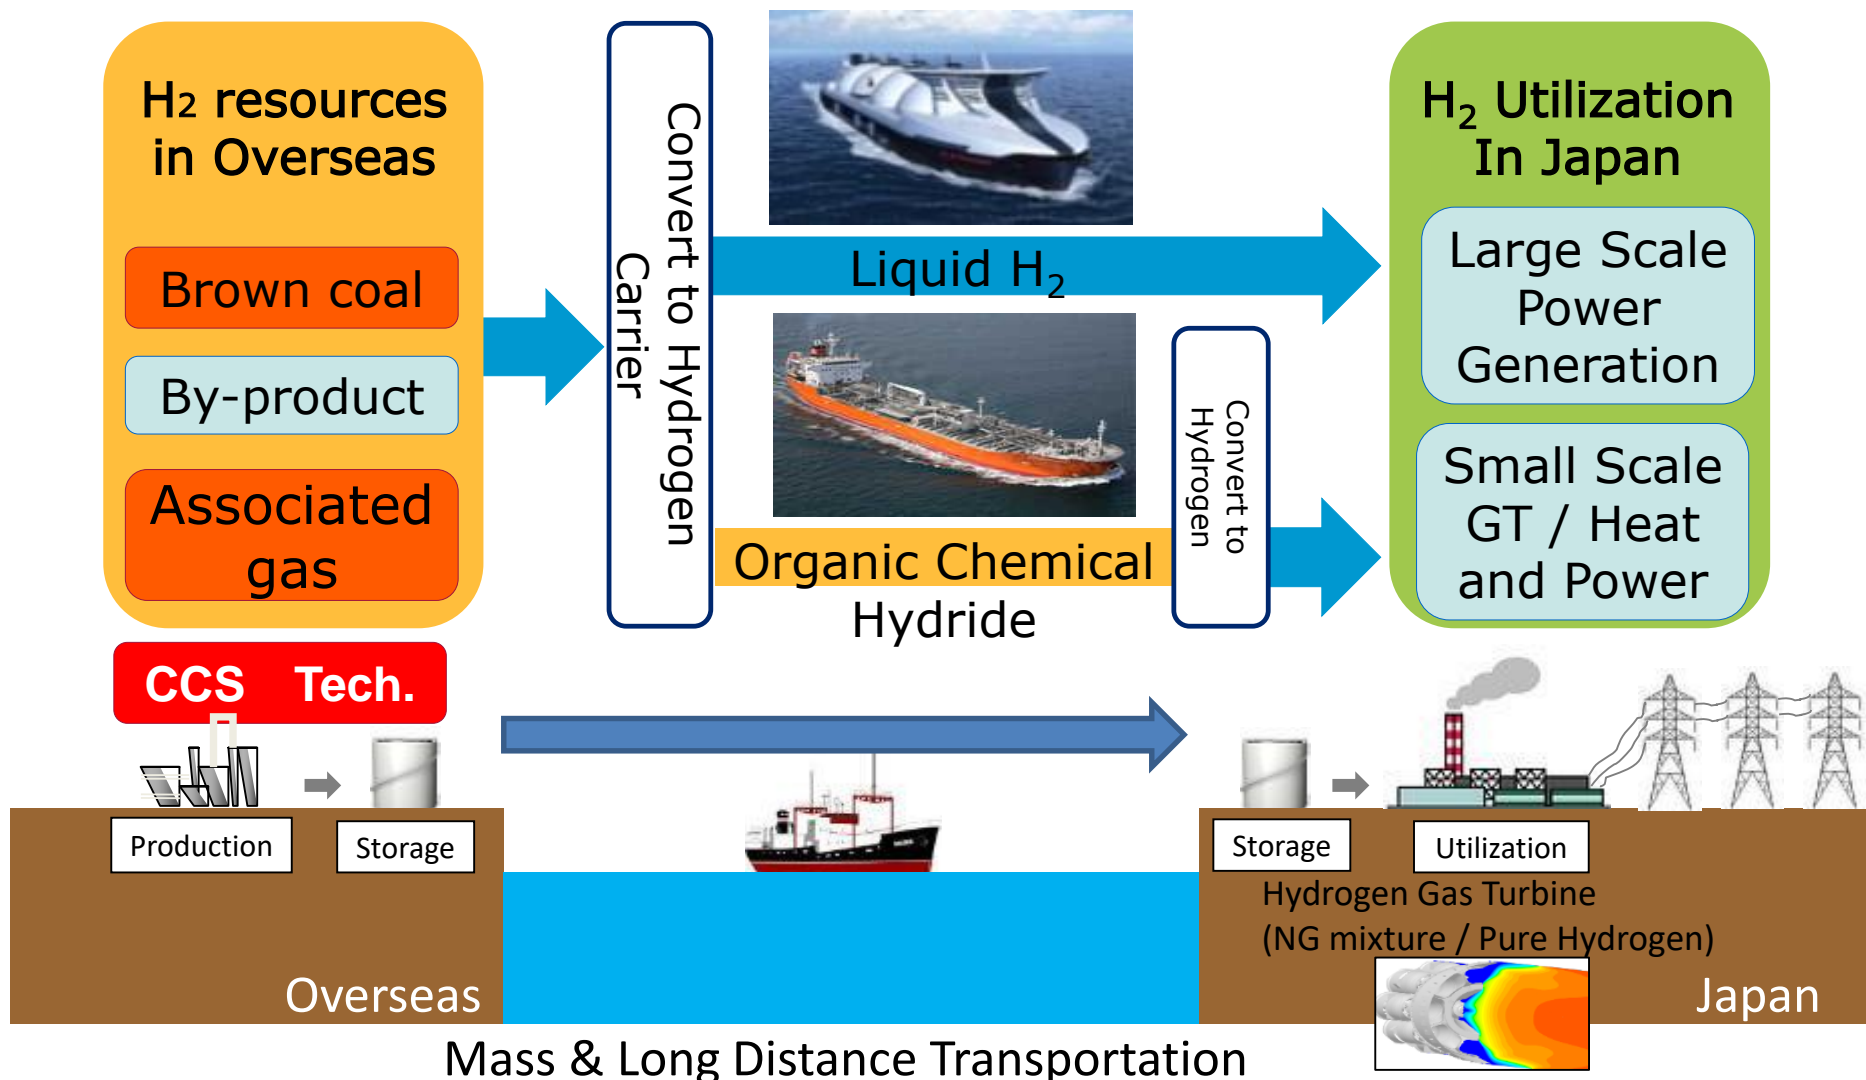 H2 resources
in Overseas
Brown coal
By-product
Associated
gas
CCS Tech.
Convert to Hydrogen
Carrier
Liquid H2
Organic Chemical
Hydride
Convert to
Hydrogen
H2 Utilization
In Japan
Large Scale
Power
Generation
Small Scale
GT / Heat
and Power
Production
Storage
Storage
Utilization
Hydrogen Gas Turbine
(NG mixture / Pure Hydrogen)
Overseas
Japan
Mass & Long Distance Transportation